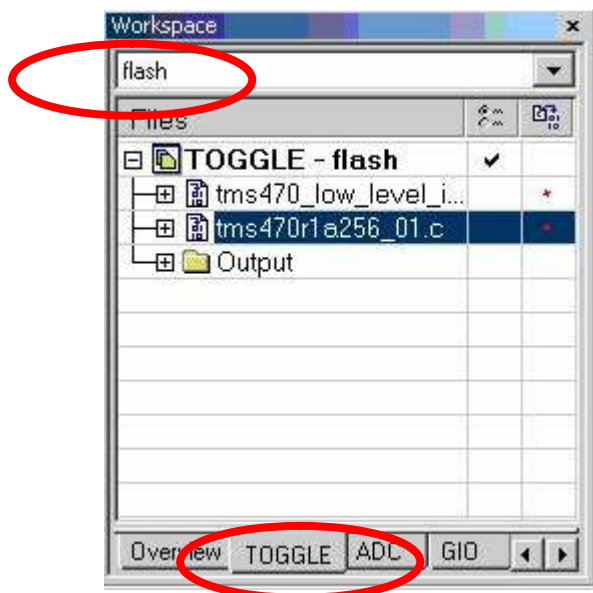 Workspace
flash
Files
TOGGLE - flash
tms470_low_level_i...
tms470r1a256_01.c
Output
Overview TOGGLE ADC GIO